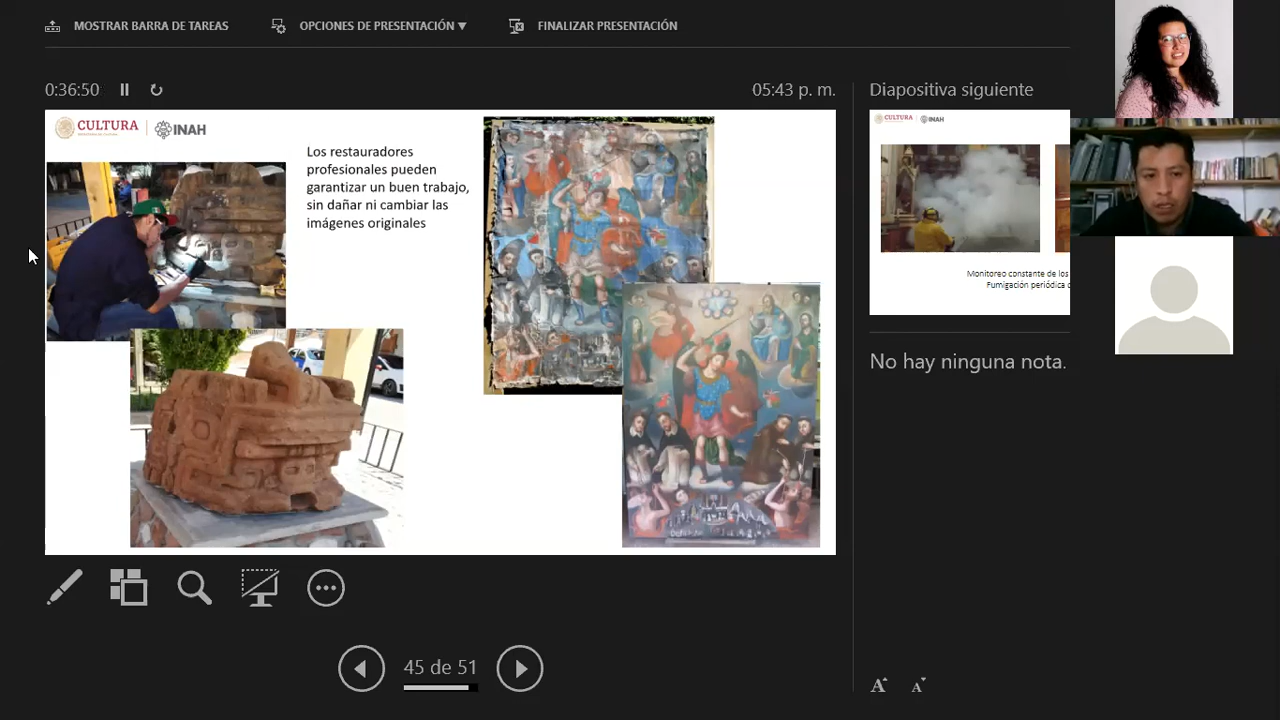 MOSTRAR BARRA DE TAREAS
OPCIONES DE PRESENTACIÓN ▼
FINALIZAR PRESENTACIÓN
0:36:50
05:43 p. m.
Diapositiva siguiente
CULTURA
INAH
Los restauradores
profesionales pueden
garantizar un buen trabajo,
sin dañar ni cambiar las
imágenes originales
CULTURA
INAH
Monitoreo constante de los
Fumigación periódica
No hay ninguna nota.
45 de 51
A
A